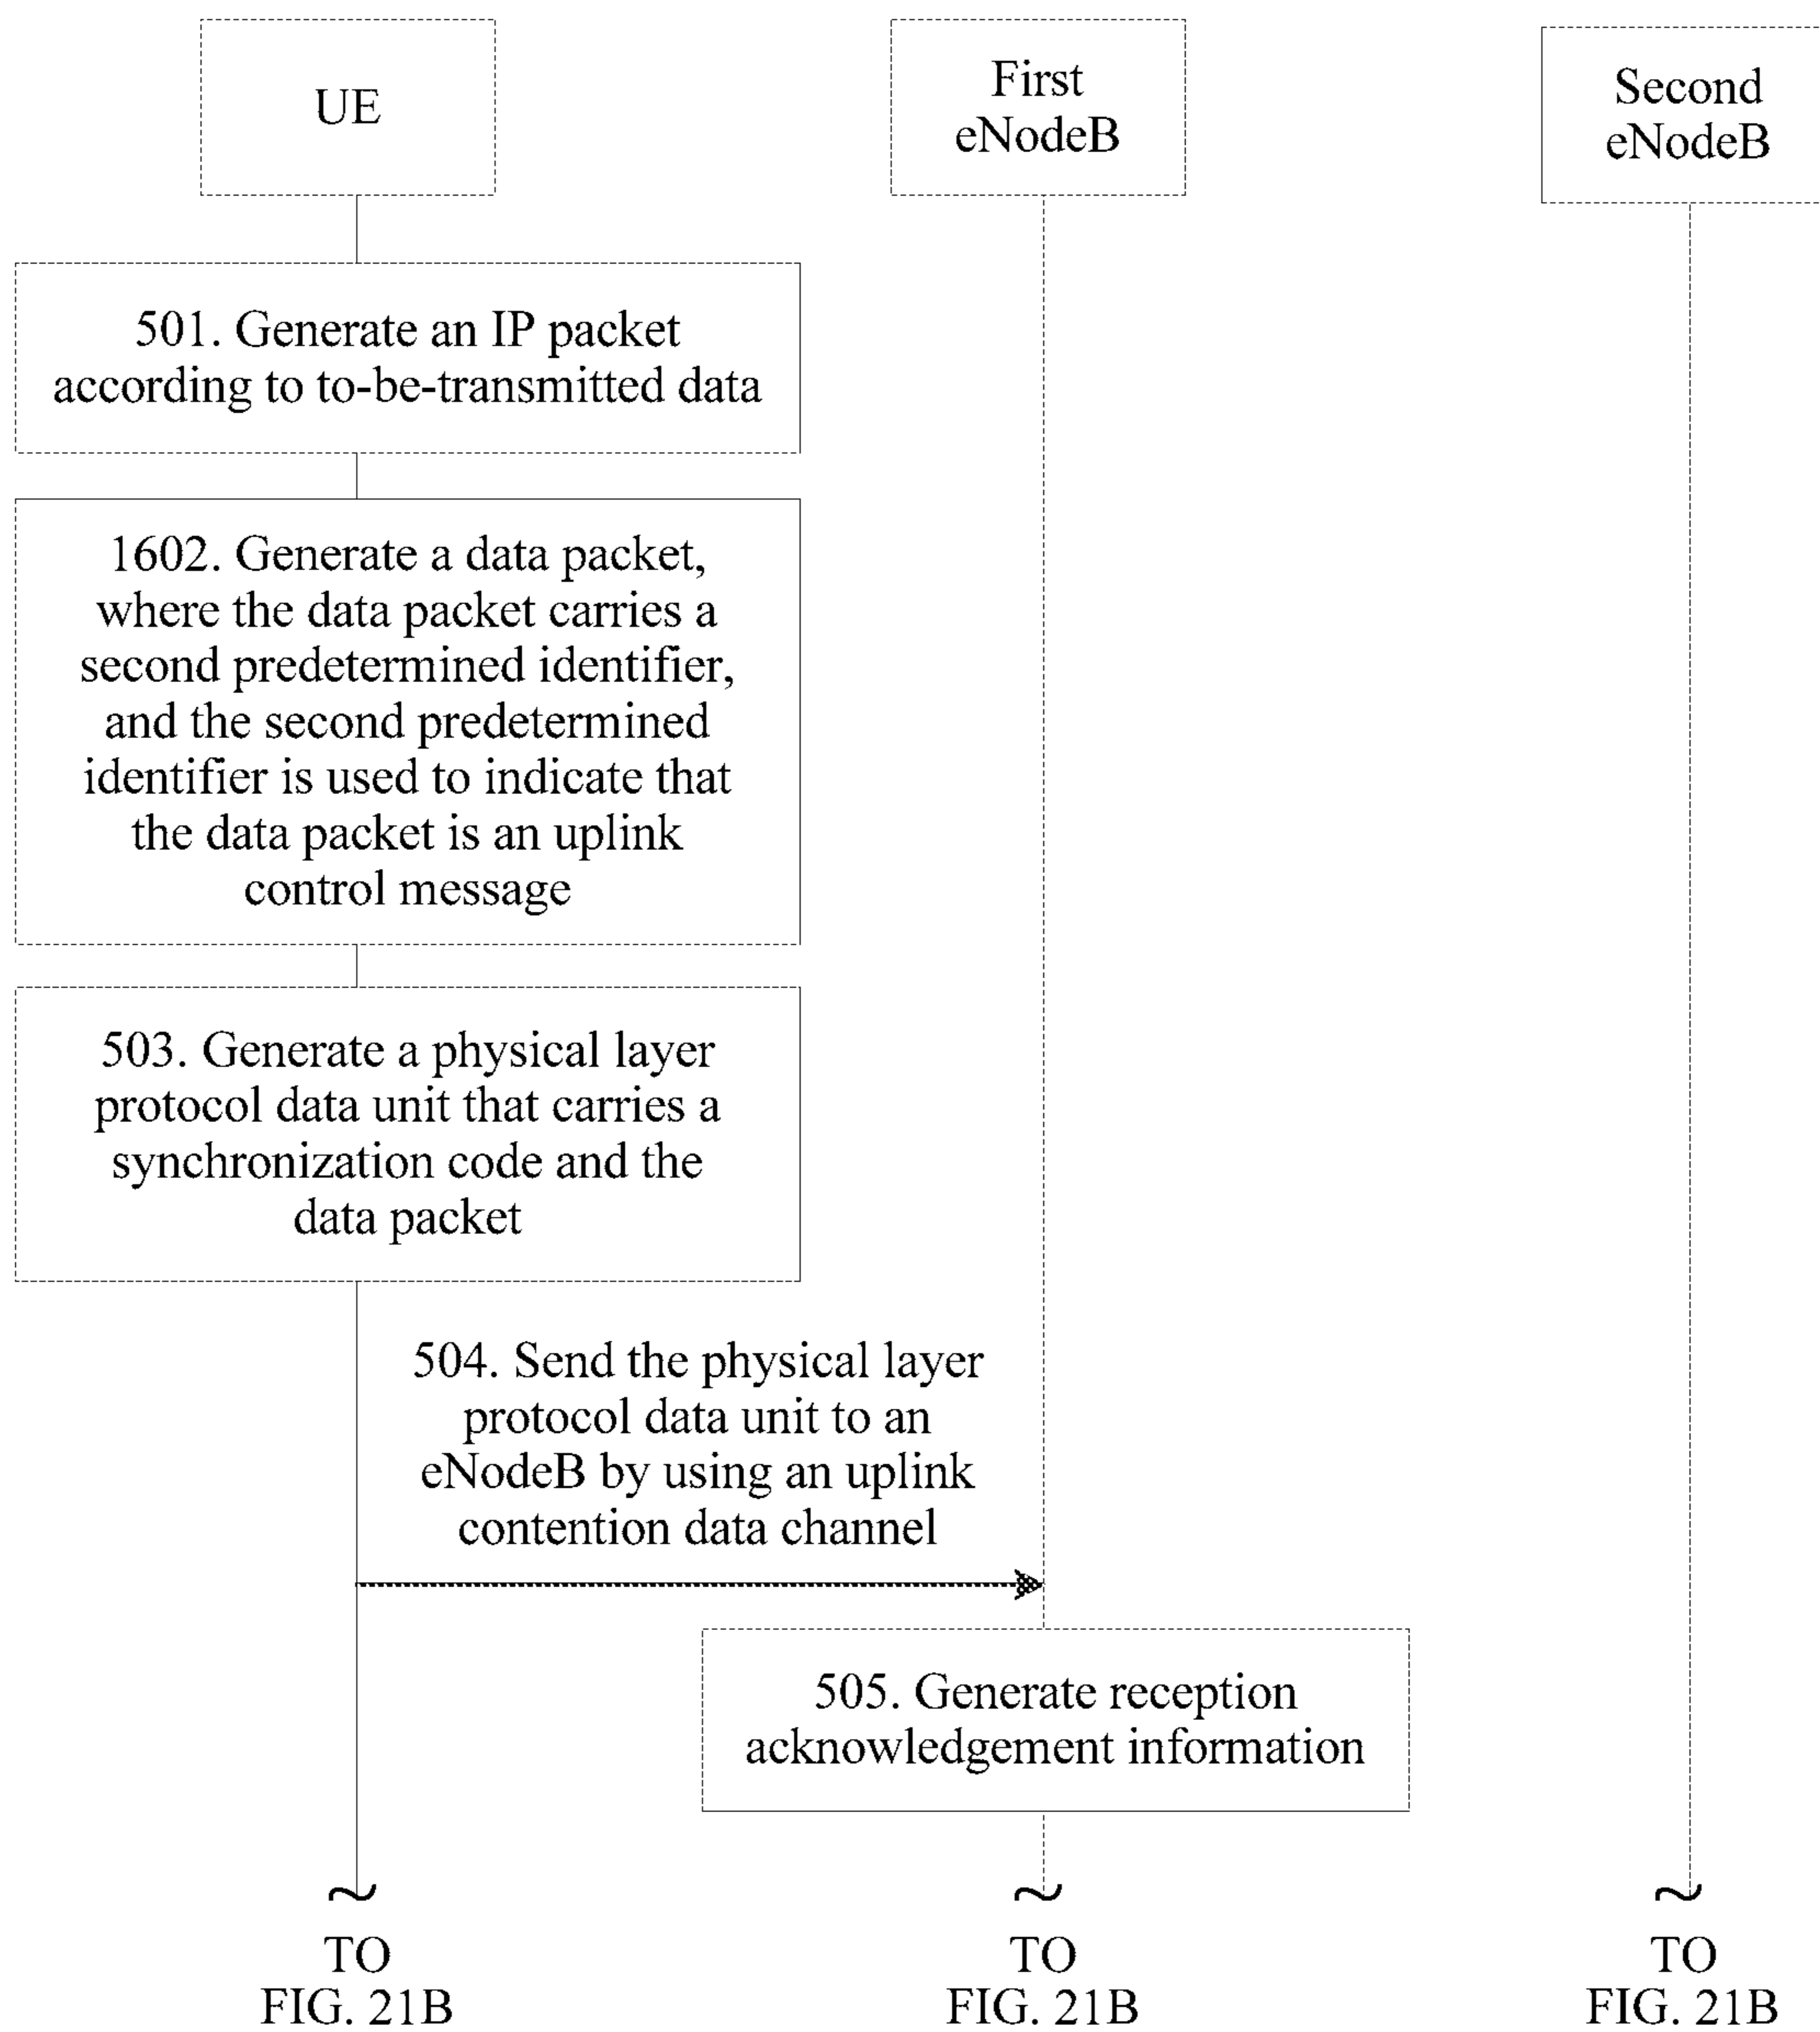 UE
First
eNodeB
Second
eNodeB
501. Generate an IP packet
according to to-be-transmitted data
1602. Generate a data packet,
where the data packet carries a
second predetermined identifier,
and the second predetermined
identifier is used to indicate that
the data packet is an uplink
control message
503. Generate a physical layer
protocol data unit that carries a
synchronization code and the
data packet
504. Send the physical layer
protocol data unit to an
eNodeB by using an uplink
contention data channel
505. Generate reception
acknowledgement information
TO
FIG. 21B
TO
FIG. 21B
TO
FIG. 21B